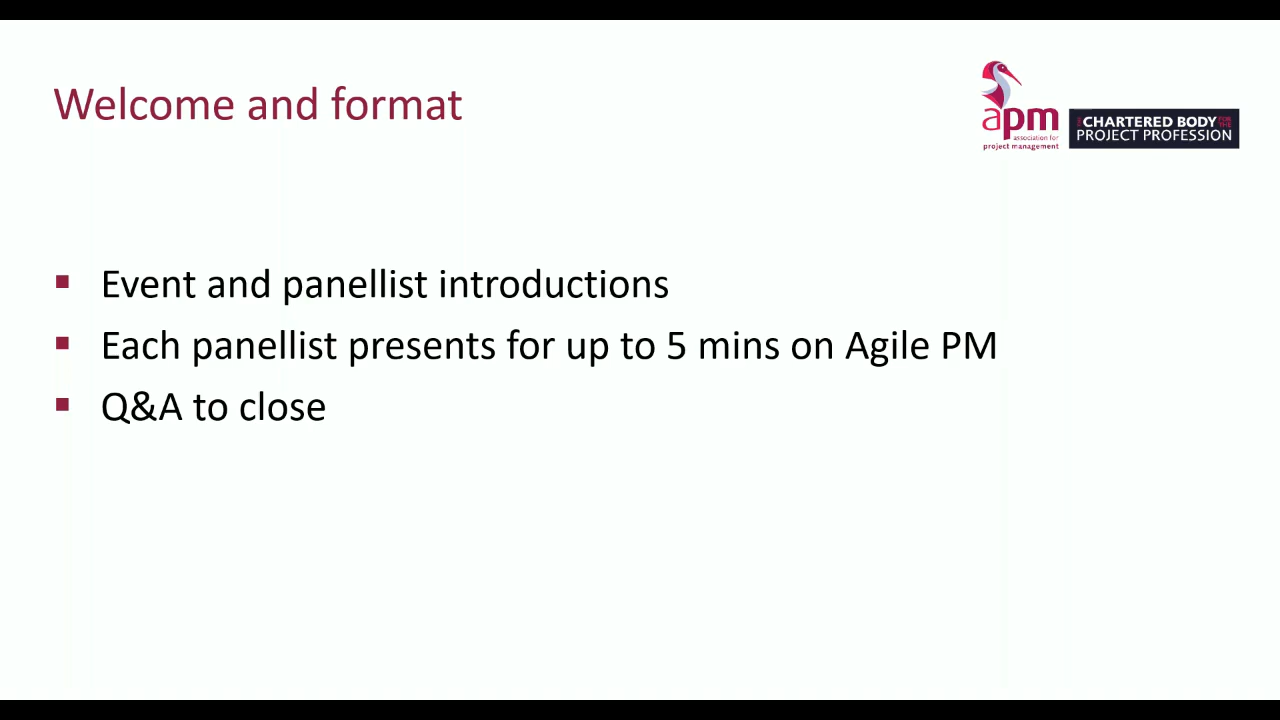 Welcome and format
apm
association for
project management
THE CHARTERED BODY FOR THE
PROJECT PROFESSION
Event and panellist introductions
Each panellist presents for up to 5 mins on Agile PM
Q&A to close